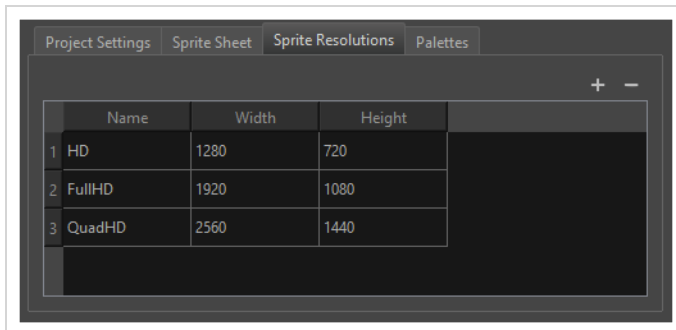 Project Settings Sprite Sheet Sprite Resolutions Palettes
+ −
Name Width Height
1 HD 1280 720
2 FullHD 1920 1080
3 QuadHD 2560 1440